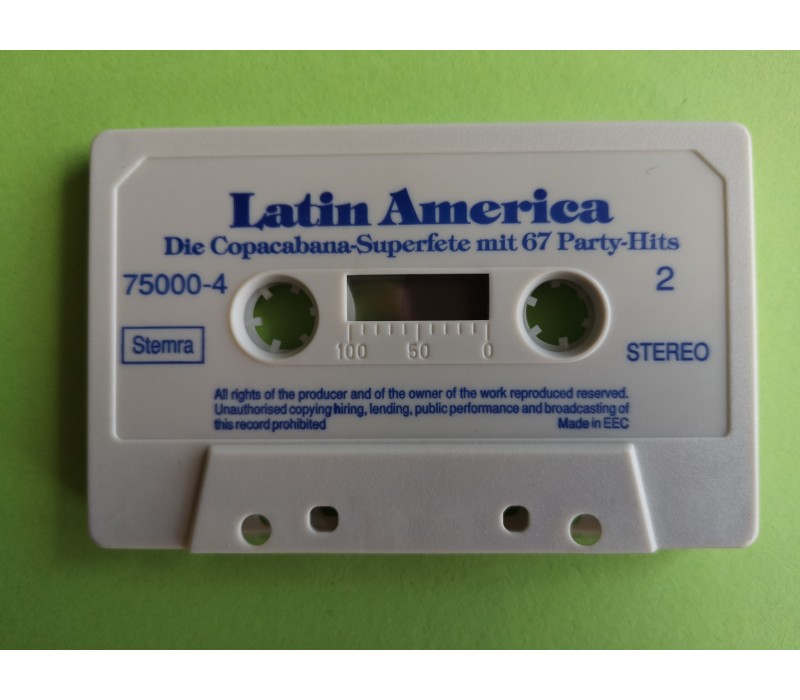 Latin America
Die Copacabana-Superfete mit 67 Party-Hits
75000-4
2
Stemra
100 50 0
STEREO
All rights of the producer and of the owner of the work reproduced reserved.
Unauthorised copying hiring, lending, public performance and broadcasting of
this record prohibited Made in EEC